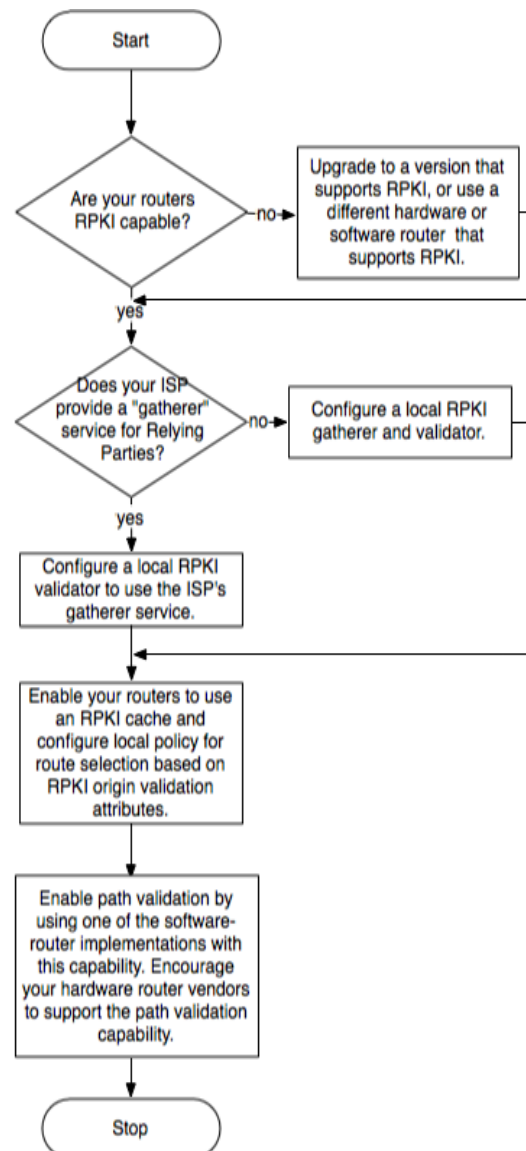 Start
Are your routers
RPKI capable?
no
Upgrade to a version that
supports RPKI, or use a
different hardware or
software router that
supports RPKI.
yes
Does your ISP
provide a "gatherer"
service for Relying
Parties?
no
Configure a local RPKI
gatherer and validator.
yes
Configure a local RPKI
validator to use the ISP's
gatherer service.
Enable your routers to use
an RPKI cache and
configure local policy for
route selection based on
RPKI origin validation
attributes.
Enable path validation by
using one of the software-
router implementations with
this capability. Encourage
your hardware router vendors
to support the path validation
capability.
Stop